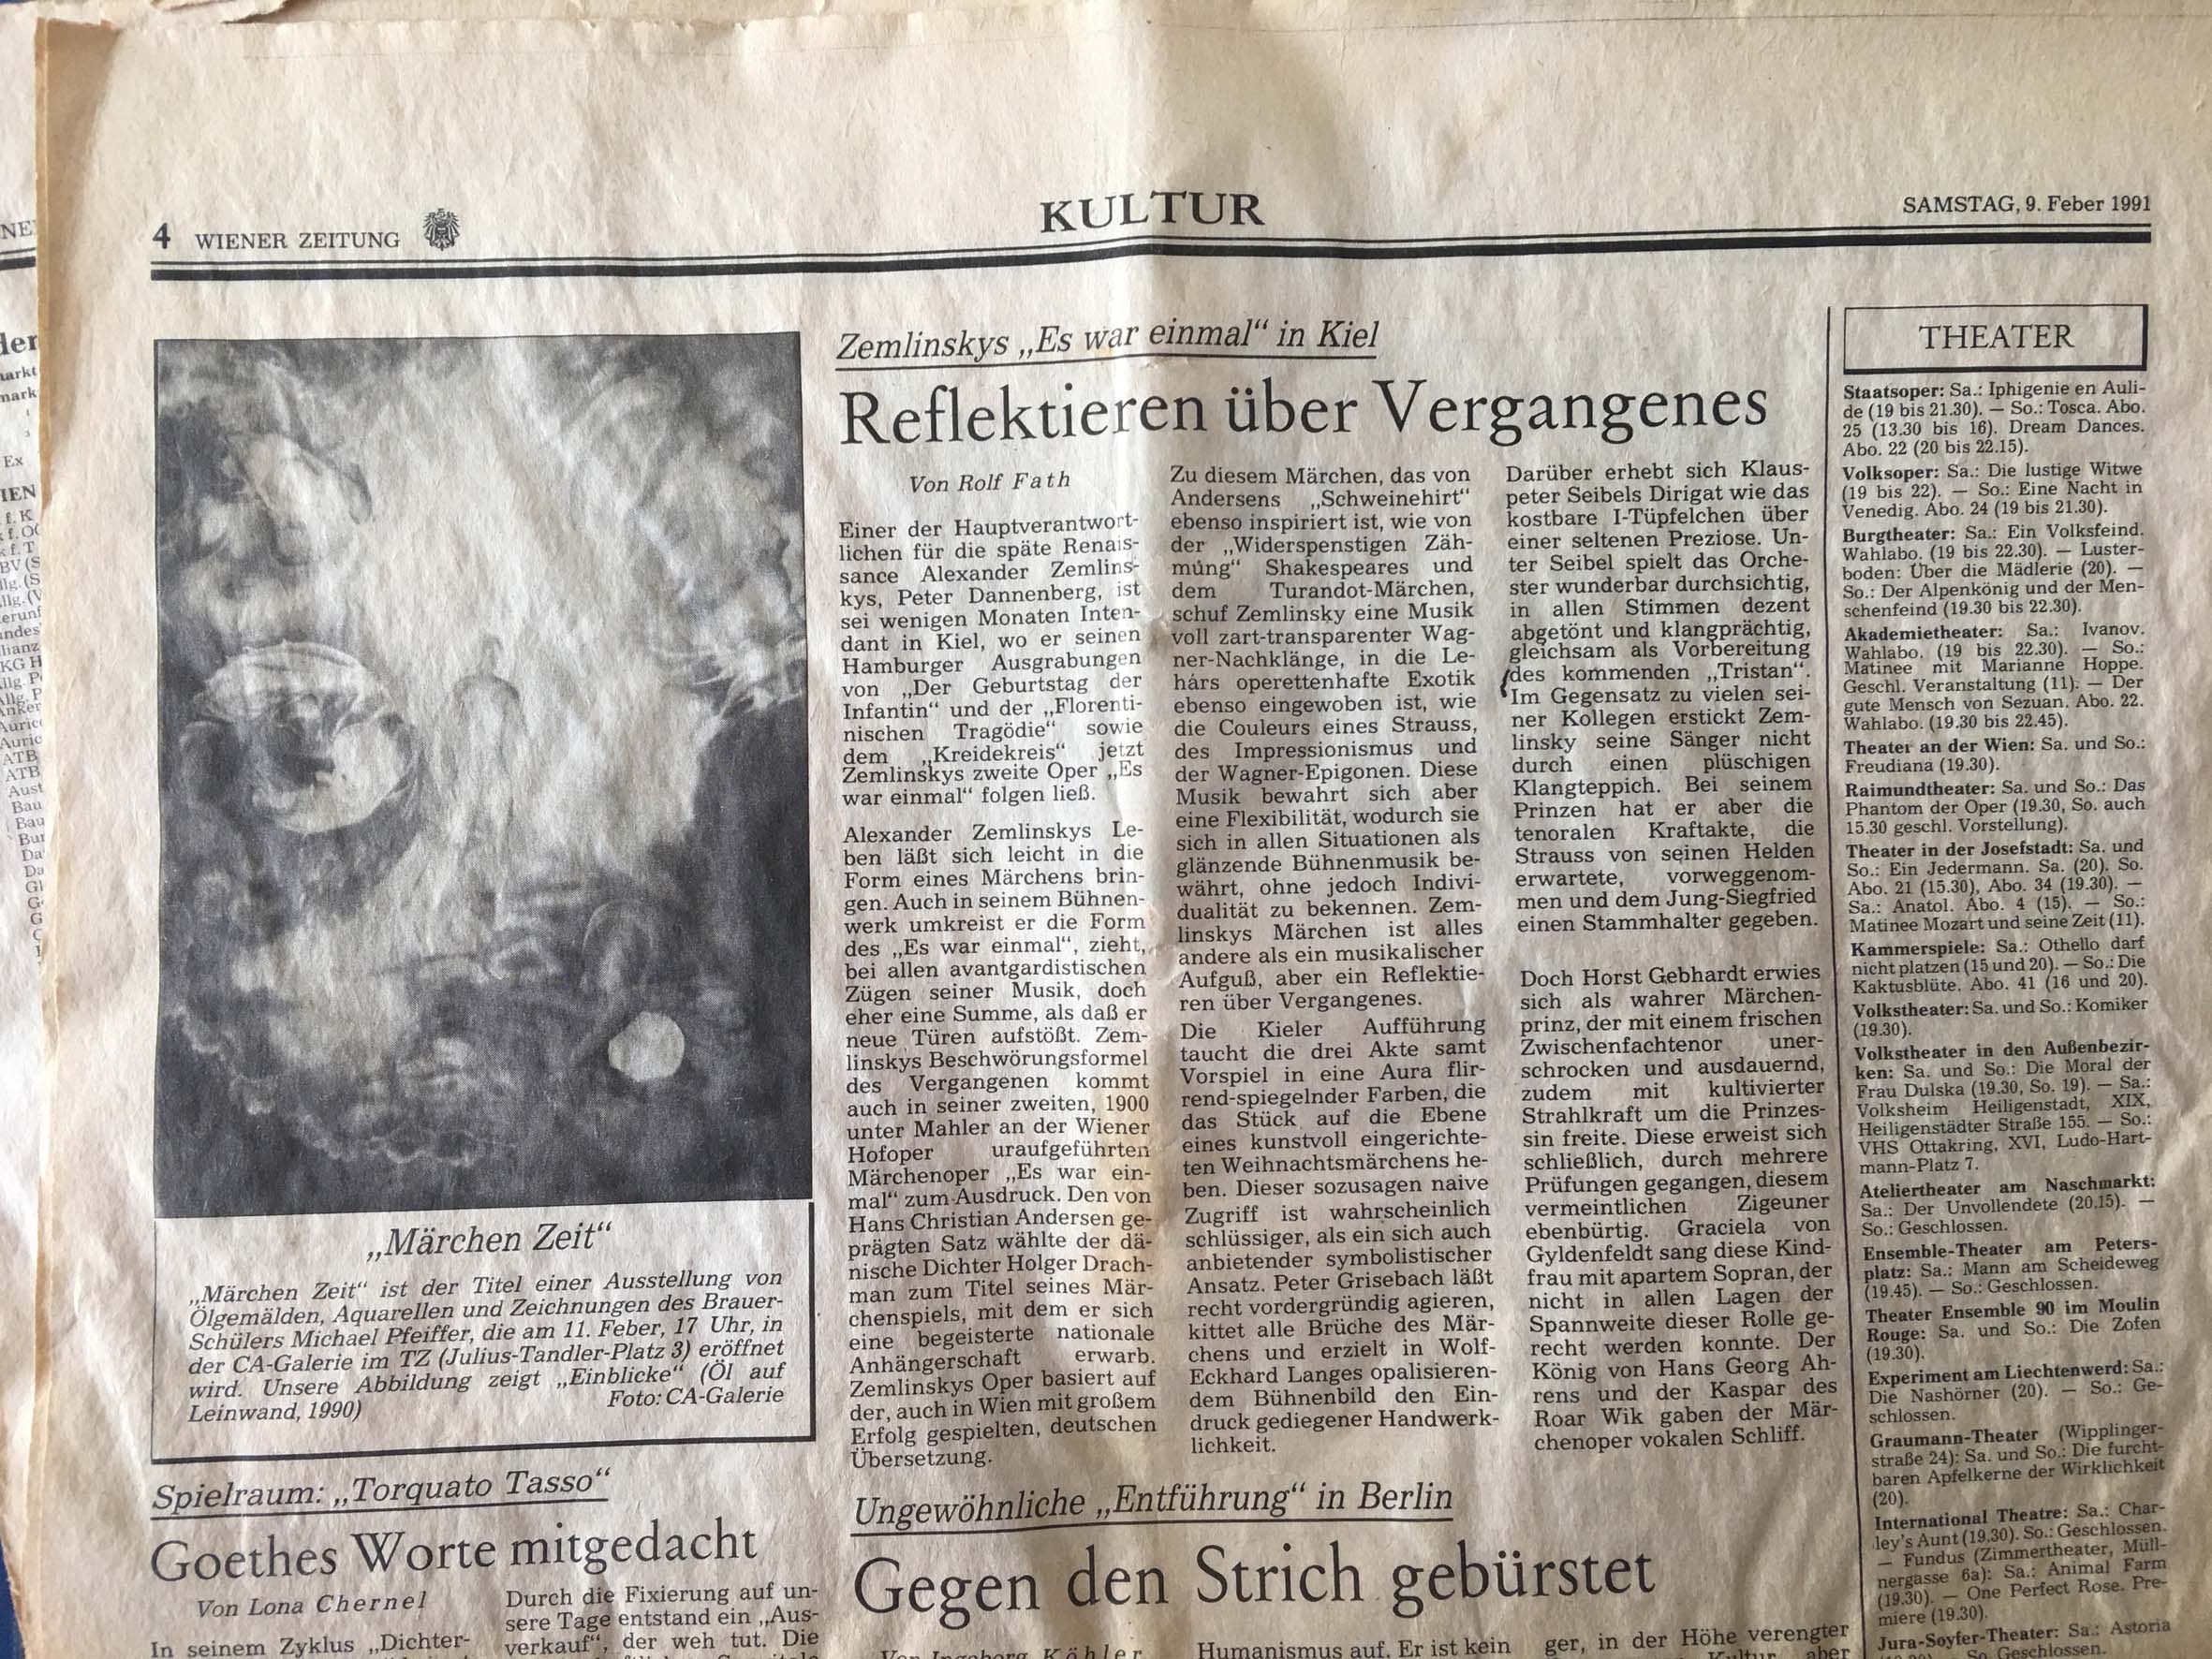 4 WIENER ZEITUNG
KULTUR
SAMSTAG, 9. Feber 1991
„Märchen Zeit“
„Märchen Zeit“ ist der Titel einer Ausstellung von
Ölgemälden, Aquarellen und Zeichnungen des Brauer-
Schülers Michael Pfeiffer, die am 11. Feber, 17 Uhr, in
der CA-Galerie im TZ (Julius-Tandler-Platz 3) eröffnet
wird. Unsere Abbildung zeigt „Einblicke“ (Öl auf
Leinwand, 1990) Foto: CA-Galerie
Spielraum: „Torquato Tasso“
Goethes Worte mitgedacht
Von Lona Chernel
In seinem Zyklus „Dichter-
Durch die Fixierung auf un-
sere Tage entstand ein „Aus-
verkauf“, der weh tut. Die
Zemlinskys „Es war einmal“ in Kiel
Reflektieren über Vergangenes
Von Rolf Fath
Einer der Hauptverantwort-
lichen für die späte Renais-
sance Alexander Zemlins-
kys, Peter Dannenberg, ist
sei wenigen Monaten Inten-
dant in Kiel, wo er seinen
Hamburger Ausgrabungen
von „Der Geburtstag der
Infantin“ und der „Florenti-
nischen Tragödie“ sowie
dem „Kreidekreis“ jetzt
Zemlinskys zweite Oper „Es
war einmal“ folgen ließ.
Alexander Zemlinskys Le-
ben läßt sich leicht in die
Form eines Märchens brin-
gen. Auch in seinem Bühnen-
werk umkreist er die Form
des „Es war einmal“, zieht,
bei allen avantgardistischen
Zügen seiner Musik, doch
eher eine Summe, als daß er
neue Türen aufstößt. Zem-
linskys Beschwörungsformel
des Vergangenen kommt
auch in seiner zweiten, 1900
unter Mahler an der Wiener
Hofoper uraufgeführten
Märchenoper „Es war ein-
mal“ zum Ausdruck. Den von
Hans Christian Andersen ge-
prägten Satz wählte der dä-
nische Dichter Holger Drach-
man zum Titel seines Mär-
chenspiels, mit dem er sich
eine begeisterte nationale
Anhängerschaft erwarb.
Zemlinskys Oper basiert auf
der, auch in Wien mit großem
Erfolg gespielten, deutschen
Übersetzung.
Zu diesem Märchen, das von
Andersens „Schweinehirt“
ebenso inspiriert ist, wie von
der „Widerspenstigen Zäh-
mung“ Shakespeares und
dem Turandot-Märchen,
schuf Zemlinsky eine Musik
voll zart-transparenter Wag-
ner-Nachklänge, in die Le-
hárs operettenhafte Exotik
ebenso eingewoben ist, wie
die Couleurs eines Strauss,
des Impressionismus und
der Wagner-Epigonen. Diese
Musik bewahrt sich aber
eine Flexibilität, wodurch sie
sich in allen Situationen als
glänzende Bühnenmusik be-
währt, ohne jedoch Indivi-
dualität zu bekennen. Zem-
linskys Märchen ist alles
andere als ein musikalischer
Aufguß, aber ein Reflektie-
ren über Vergangenes.
Die Kieler Aufführung
taucht die drei Akte samt
Vorspiel in eine Aura flir-
rend-spiegelnder Farben, die
das Stück auf die Ebene
eines kunstvoll eingerichte-
ten Weihnachtsmärchens he-
ben. Dieser sozusagen naive
Zugriff ist wahrscheinlich
schlüssiger, als ein sich auch
anbietender symbolistischer
Ansatz. Peter Grisebach läßt
recht vordergründig agieren,
kittet alle Brüche des Mär-
chens und erzielt in Wolf-
Eckhard Langes opalisieren-
dem Bühnenbild den Ein-
druck gediegener Handwerk-
lichkeit.
Darüber erhebt sich Klaus-
peter Seibels Dirigat wie das
kostbare I-Tüpfelchen über
einer seltenen Preziose. Un-
ter Seibel spielt das Orche-
ster wunderbar durchsichtig,
in allen Stimmen dezent
abgetönt und klangprächtig,
gleichsam als Vorbereitung
des kommenden „Tristan“.
Im Gegensatz zu vielen sei-
ner Kollegen erstickt Zem-
linsky seine Sänger nicht
durch einen plüschigen
Klangteppich. Bei seinem
Prinzen hat er aber die
tenoralen Kraftakte, die
Strauss von seinen Helden
erwartete, vorweggenom-
men und dem Jung-Siegfried
einen Stammhalter gegeben.
Doch Horst Gebhardt erwies
sich als wahrer Märchen-
prinz, der mit einem frischen
Zwischenfachtenor uner-
schrocken und ausdauernd,
zudem mit kultivierter
Strahlkraft um die Prinzes-
sin freite. Diese erweist sich
schließlich, durch mehrere
Prüfungen gegangen, diesem
vermeintlichen Zigeuner
ebenbürtig. Graciela von
Gyldenfeldt sang diese Kind-
frau mit apartem Sopran, der
nicht in allen Lagen der
Spannweite dieser Rolle ge-
recht werden konnte. Der
König von Hans Georg Ah-
rens und der Kaspar des
Roar Wik gaben der Mär-
chenoper vokalen Schliff.
Ungewöhnliche „Entführung“ in Berlin
Gegen den Strich gebürstet
Von Ingeborg Köhler
Humanismus auf. Er ist kein
ger, in der Höhe verengter
THEATER
Staatsoper: Sa.: Iphigenie en Auli-
de (19 bis 21.30). — So.: Tosca. Abo.
25 (13.30 bis 16). Dream Dances.
Abo. 22 (20 bis 22.15).
Volksoper: Sa.: Die lustige Witwe
(19 bis 22). — So.: Eine Nacht in
Venedig. Abo. 24 (19 bis 21.30).
Burgtheater: Sa.: Ein Volksfeind.
Wahlabo. (19 bis 22.30). — Luster-
boden: Über die Mädlerie (20). —
So.: Der Alpenkönig und der Men-
schenfeind (19.30 bis 22.30).
Akademietheater: Sa.: Ivanov.
Wahlabo. (19 bis 22.30). — So.:
Matinee mit Marianne Hoppe.
Geschl. Veranstaltung (11). — Der
gute Mensch von Sezuan. Abo. 22.
Wahlabo. (19.30 bis 22.45).
Theater an der Wien: Sa. und So.:
Freudiana (19.30).
Raimundtheater: Sa. und So.: Das
Phantom der Oper (19.30, So. auch
15.30 geschl. Vorstellung).
Theater in der Josefstadt: Sa. und
So.: Ein Jedermann. Sa. (20). So.
Abo. 21 (15.30), Abo. 34 (19.30). —
Sa.: Anatol. Abo. 4 (15). — So.:
Matinee Mozart und seine Zeit (11).
Kammerspiele: Sa.: Othello darf
nicht platzen (15 und 20). — So.: Die
Kaktusblüte. Abo. 41 (16 und 20).
Volkstheater: Sa. und So.: Komiker
(19.30).
Volkstheater in den Außenbezir-
ken: Sa. und So.: Die Moral der
Frau Dulska (19.30, So. 19). — Sa.:
Volksheim Heiligenstadt, XIX,
Heiligenstädter Straße 155. — So.:
VHS Ottakring, XVI, Ludo-Hart-
mann-Platz 7.
Ateliertheater am Naschmarkt:
Sa.: Der Unvollendete (20.15). —
So.: Geschlossen.
Ensemble-Theater am Peters-
platz: Sa.: Mann am Scheideweg
(19.45). — So.: Geschlossen.
Theater Ensemble 90 im Moulin
Rouge: Sa. und So.: Die Zofen
(19.30).
Experiment am Liechtenwerd: Sa.:
Die Nashörner (20). — So.: Ge-
schlossen.
Graumann-Theater (Wipplinger-
straße 24): Sa. und So.: Die furcht-
baren Apfelkerne der Wirklichkeit
(20).
International Theatre: Sa.: Char-
ley's Aunt (19.30). So.: Geschlossen.
— Fundus (Zimmertheater, Müll-
nergasse 6a): Sa.: Animal Farm
(19.30). — One Perfect Rose. Pre-
miere (19.30).
Jura-Soyfer-Theater: Sa.: Astoria
So. Geschlossen.